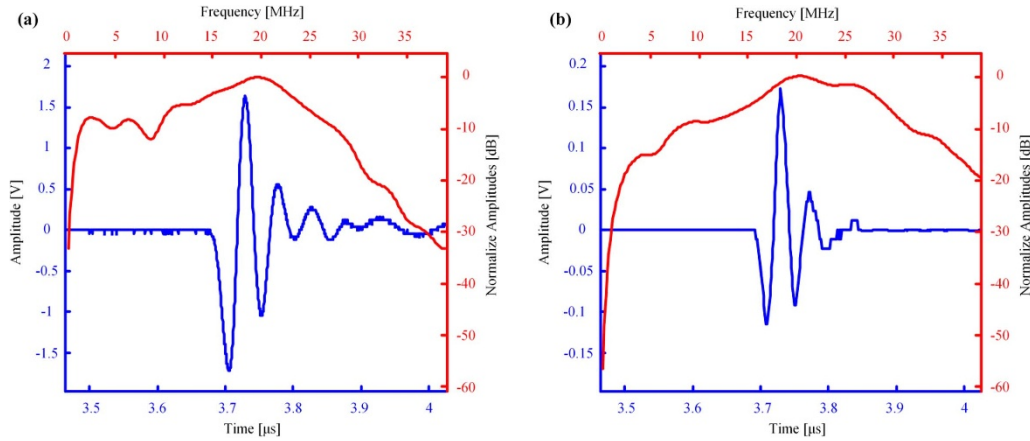 (a)
Frequency [MHz]
0 5 10 15 20 25 30 35
2
1.5
1
0.5
0
-0.5
-1
-1.5
Amplitude [V]
0
-10
-20
-30
-40
-50
-60
Normalize Amplitudes [dB]
3.5 3.6 3.7 3.8 3.9 4
Time [μs]
(b)
Frequency [MHz]
0 5 10 15 20 25 30 35
0.2
0.15
0.1
0.05
0
-0.05
-0.1
-0.15
Amplitude [V]
0
-10
-20
-30
-40
-50
-60
Normalize Amplitudes [dB]
3.5 3.6 3.7 3.8 3.9 4
Time [μs]